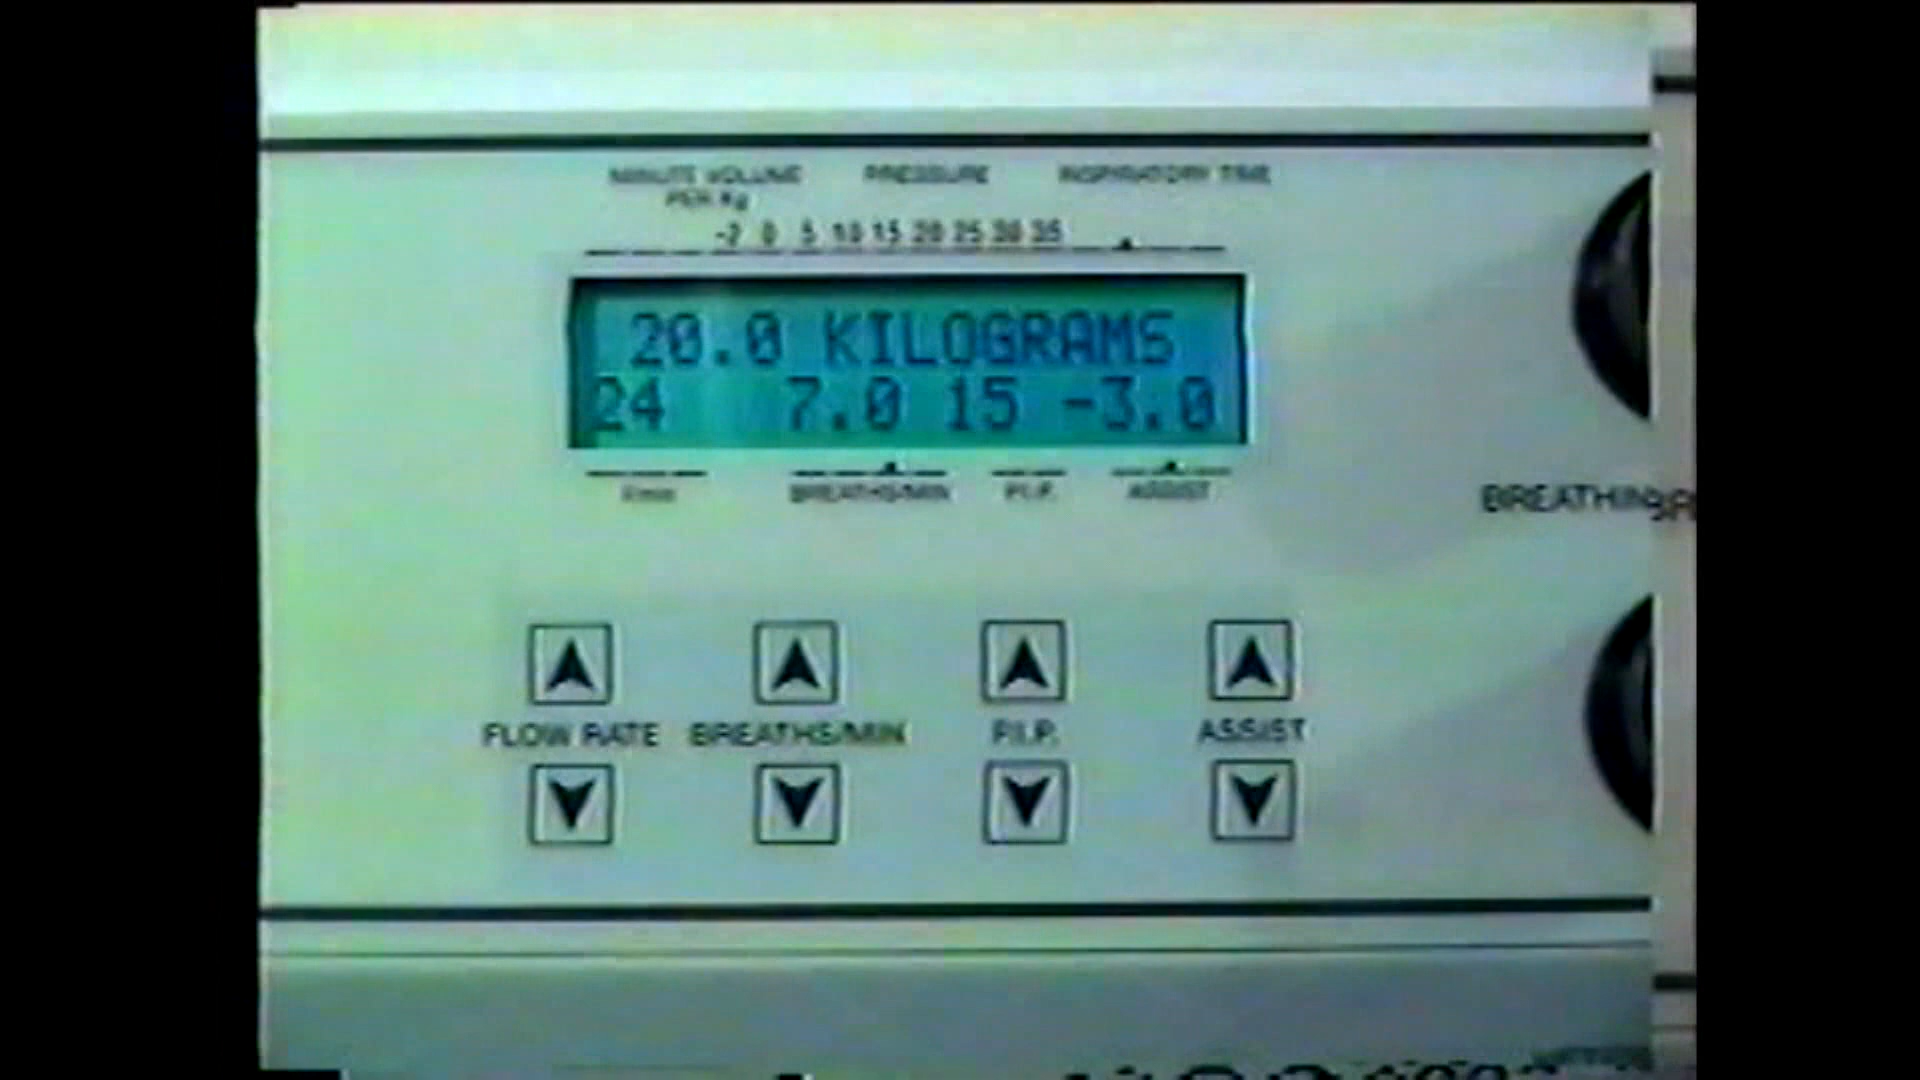 MINUTE VOLUME PRESSURE INSPIRATORY TIME
PER Kg
-2 0 5 10 15 20 25 30 35
20.0 KILOGRAMS
24 7.0 15 -3.0
l/min BREATHS/MIN P.I.P. ASSIST
FLOW RATE BREATHS/MIN P.I.P. ASSIST